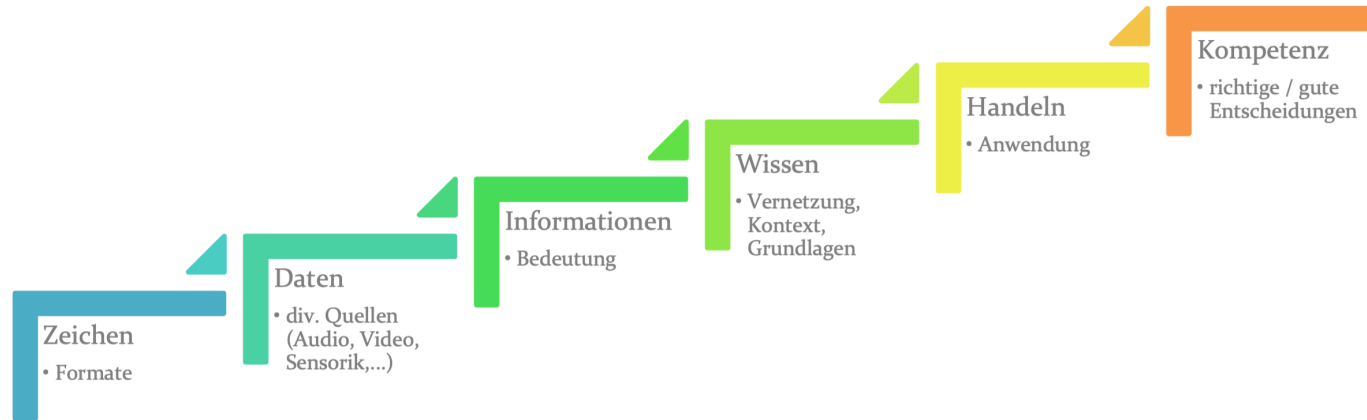 Zeichen
• Formate
Daten
• div. Quellen
(Audio, Video,
Sensorik,...)
Informationen
• Bedeutung
Wissen
• Vernetzung,
Kontext,
Grundlagen
Handeln
• Anwendung
Kompetenz
• richtige / gute
Entscheidungen